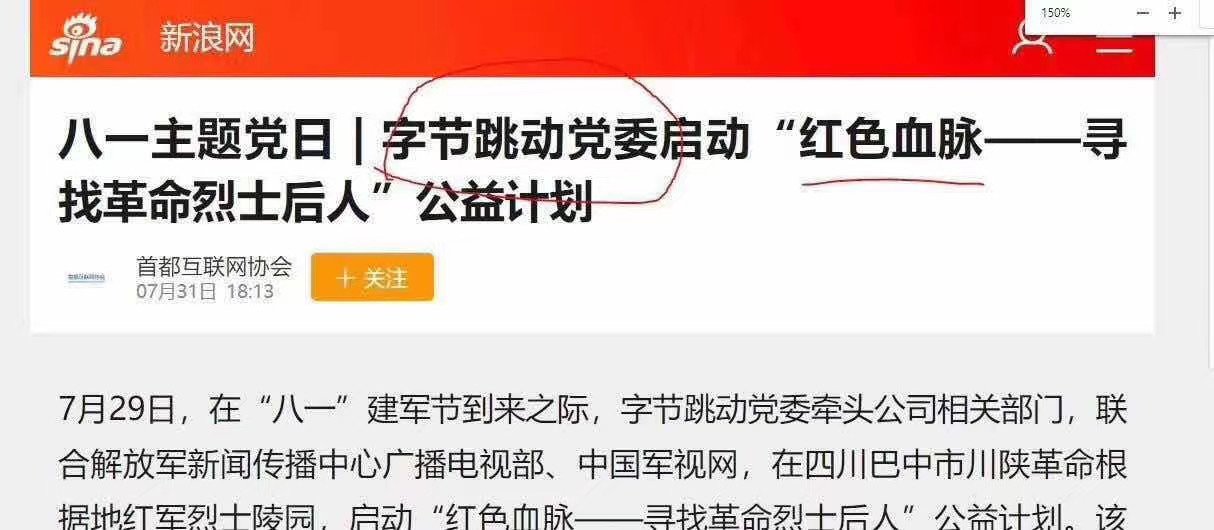 150%
sina 新浪网
八一主题党日｜字节跳动党委启动“红色血脉——寻
找革命烈士后人”公益计划
首都互联网协会
首都互联网协会
＋关注
07月31日 18:13
7月29日，在“八一”建军节到来之际，字节跳动党委牵头公司相关部门，联
合解放军新闻传播中心广播电视部、中国军视网，在四川巴中市川陕革命根
据地红军烈士陵园，启动“红色血脉——寻找革命烈士后人”公益计划。该